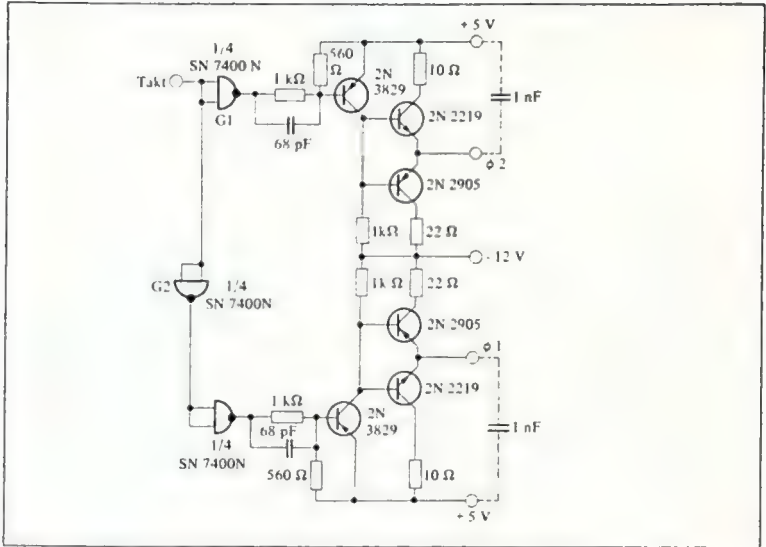 1/4
SN 7400 N
Takt
G1
1 kΩ
68 pF
560
Ω
2N
3829
+ 5 V
10 Ω
1 nF
2N 2219
ϕ 2
2N 2905
1kΩ
22 Ω
- 12 V
1k Ω
22 Ω
G2
1/4
SN 7400N
2N 2905
ϕ 1
2N 2219
1 kΩ
68 pF
2N
3829
1 nF
1/4
SN 7400N
560 Ω
10 Ω
+ 5 V